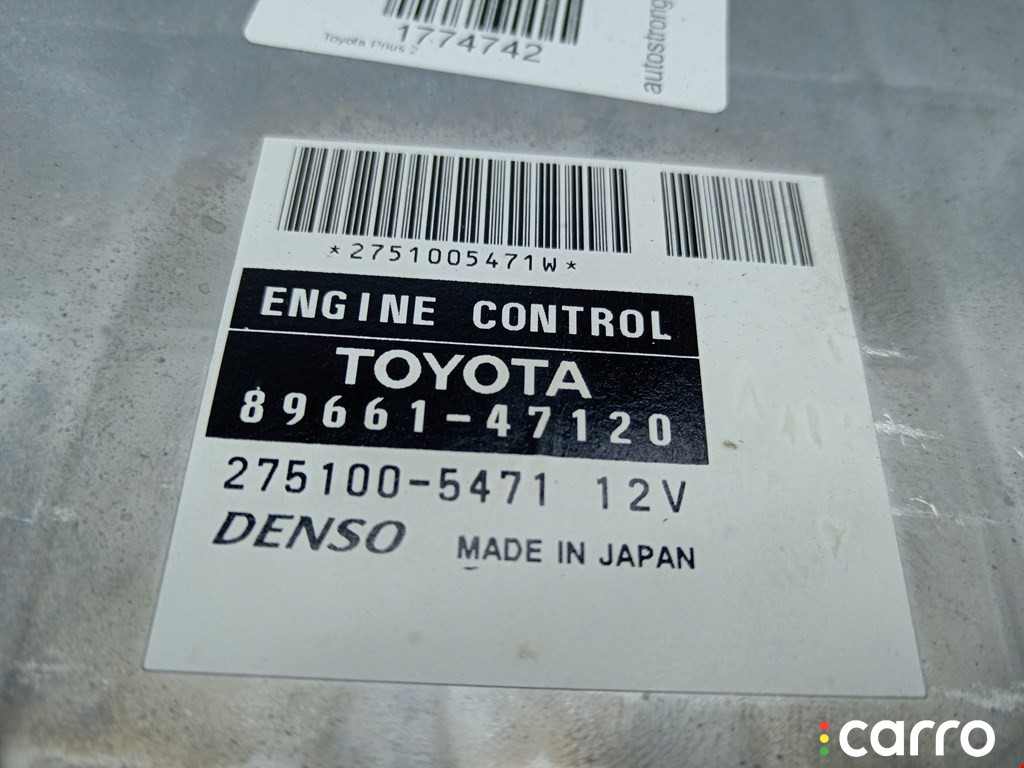 1774742
Toyota Prius 2
autostrong
*2751005471W*
ENGINE CONTROL
TOYOTA
89661-47120
275100-5471 12V
DENSO MADE IN JAPAN
carro